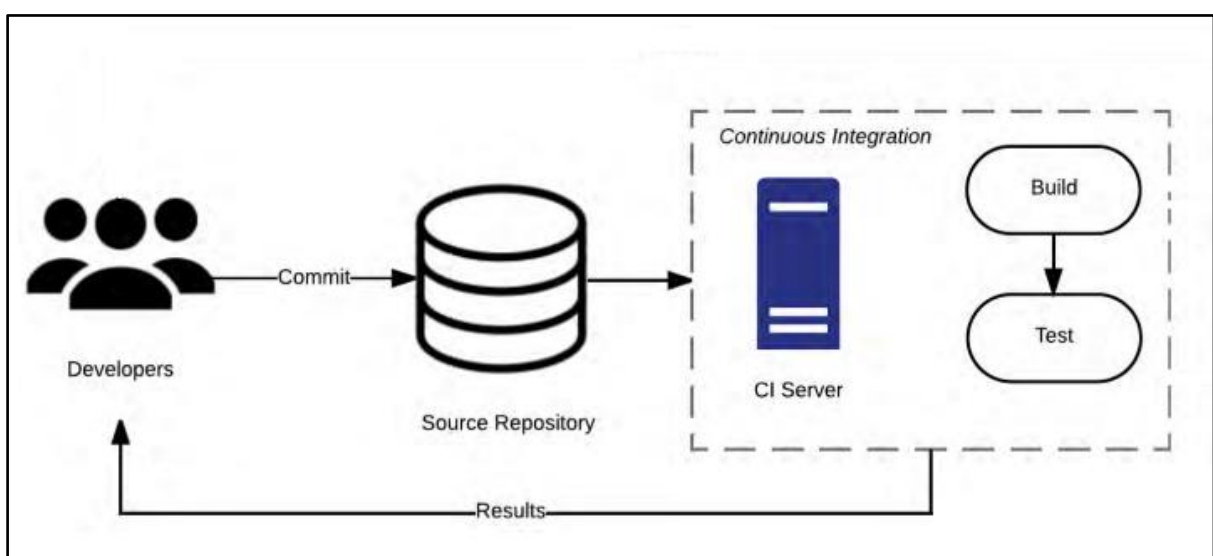 Continuous Integration
Build
Commit
Test
Developers
CI Server
Source Repository
Results